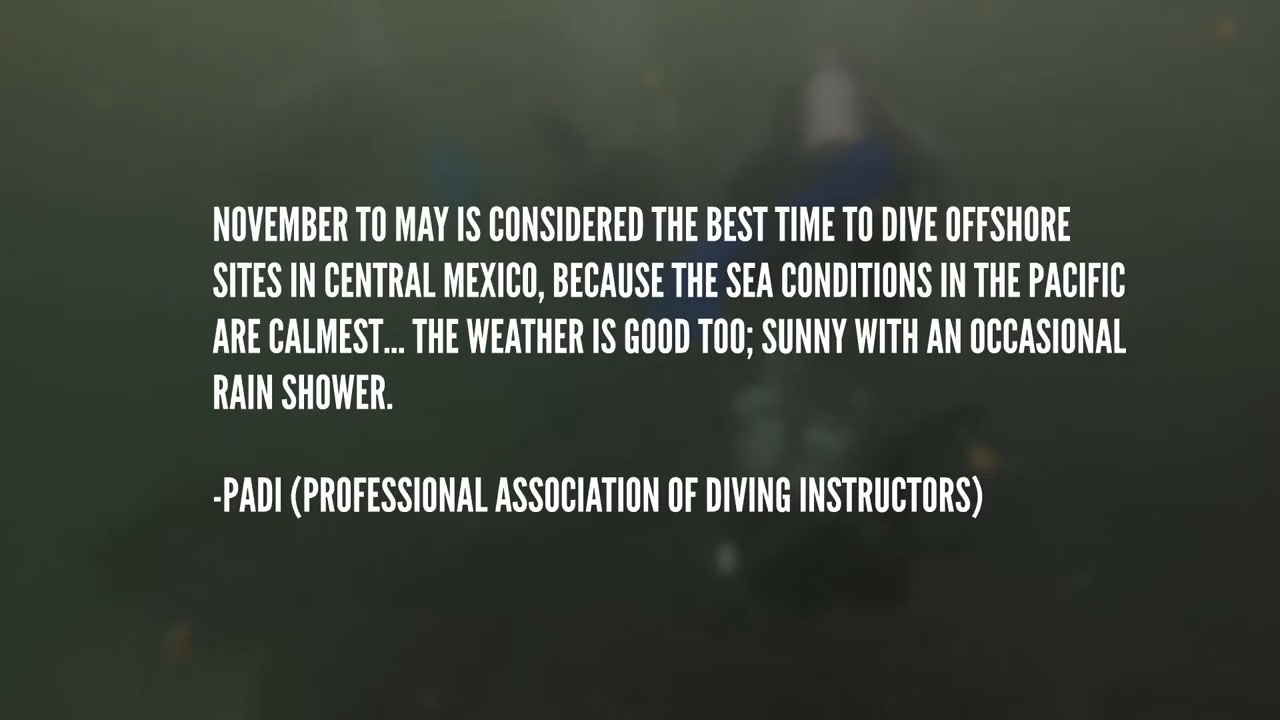 NOVEMBER TO MAY IS CONSIDERED THE BEST TIME TO DIVE OFFSHORE
SITES IN CENTRAL MEXICO, BECAUSE THE SEA CONDITIONS IN THE PACIFIC
ARE CALMEST... THE WEATHER IS GOOD TOO; SUNNY WITH AN OCCASIONAL
RAIN SHOWER.
-PADI (PROFESSIONAL ASSOCIATION OF DIVING INSTRUCTORS)